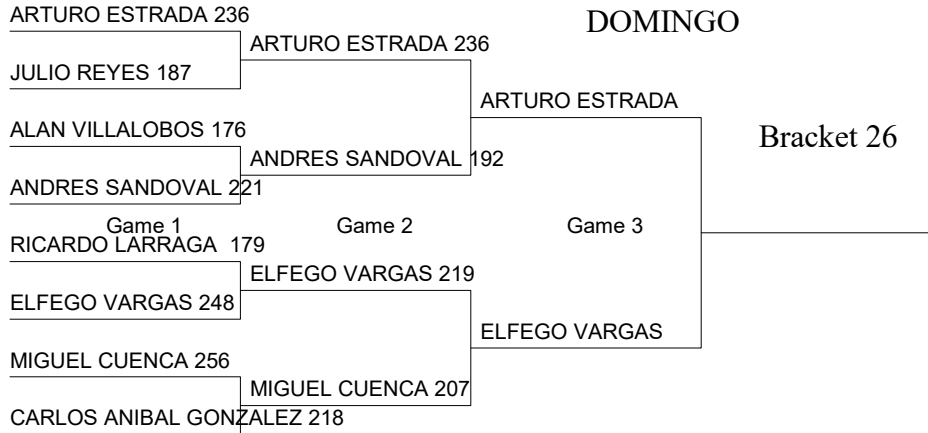 ARTURO ESTRADA 236
JULIO REYES 187
ALAN VILLALOBOS 176
ANDRES SANDOVAL 221
Game 1
RICARDO LARRAGA 179
ELFEGO VARGAS 248
MIGUEL CUENCA 256
CARLOS ANIBAL GONZALEZ 218
ARTURO ESTRADA 236
ANDRES SANDOVAL 192
Game 2
ELFEGO VARGAS 219
MIGUEL CUENCA 207
ARTURO ESTRADA
Game 3
ELFEGO VARGAS
DOMINGO
Bracket 26